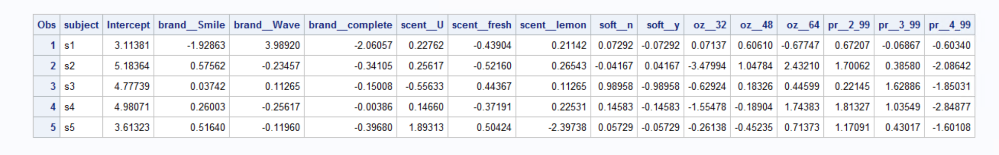 Obs subject Intercept brand__Smile brand__Wave brand__complete scent__U scent__fresh scent__lemon soft__n soft__y oz__32 oz__48 oz__64 pr__2_99 pr__3_99 pr__4_99
1 s1 3.11381 -1.92863 3.98920 -2.06057 0.22762 -0.43904 0.21142 0.07292 -0.07292 0.07137 0.60610 -0.67747 0.67207 -0.06867 -0.60340
2 s2 5.18364 0.57562 -0.23457 -0.34105 0.25617 -0.52160 0.26543 -0.04167 0.04167 -3.47994 1.04784 2.43210 1.70062 0.38580 -2.08642
3 s3 4.77739 0.03742 0.11265 -0.15008 -0.55633 0.44367 0.11265 0.98958 -0.98958 -0.62924 0.18326 0.44599 0.22145 1.62886 -1.85031
4 s4 4.98071 0.26003 -0.25617 -0.00386 0.14660 -0.37191 0.22531 0.14583 -0.14583 -1.55478 -0.18904 1.74383 1.81327 1.03549 -2.84877
5 s5 3.61323 0.51640 -0.11960 -0.39680 1.89313 0.50424 -2.39738 0.05729 -0.05729 -0.26138 -0.45235 0.71373 1.17091 0.43017 -1.60108